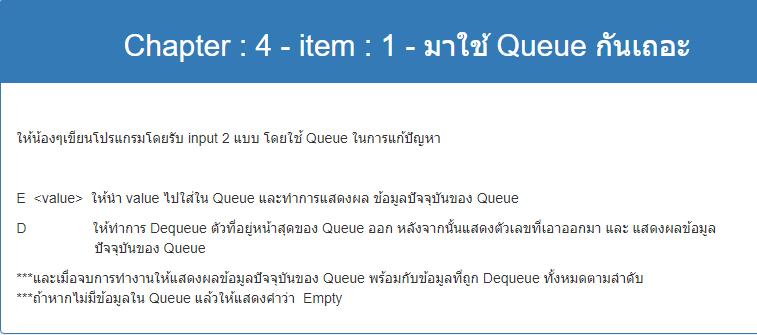 Chapter : 4 - item : 1 - มาใช้ Queue กันเถอะ
ให้น้องๆเขียนโปรแกรมโดยรับ input 2 แบบ โดยใช้ Queue ในการแก้ปัญหา
E <value> ให้นำ value ไปใส่ใน Queue และทำการแสดงผล ข้อมูลปัจจุบันของ Queue
D ให้ทำการ Dequeue ตัวที่อยู่หน้าสุดของ Queue ออก หลังจากนั้นแสดงตัวเลขที่เอาออกมา และ แสดงผลข้อมูล
ปัจจุบันของ Queue
***และเมื่อจบการทำงานให้แสดงผลข้อมูลปัจจุบันของ Queue พร้อมกับข้อมูลที่ถูก Dequeue ทั้งหมดตามลำดับ
***ถ้าหากไม่มีข้อมูลใน Queue แล้วให้แสดงคำว่า Empty